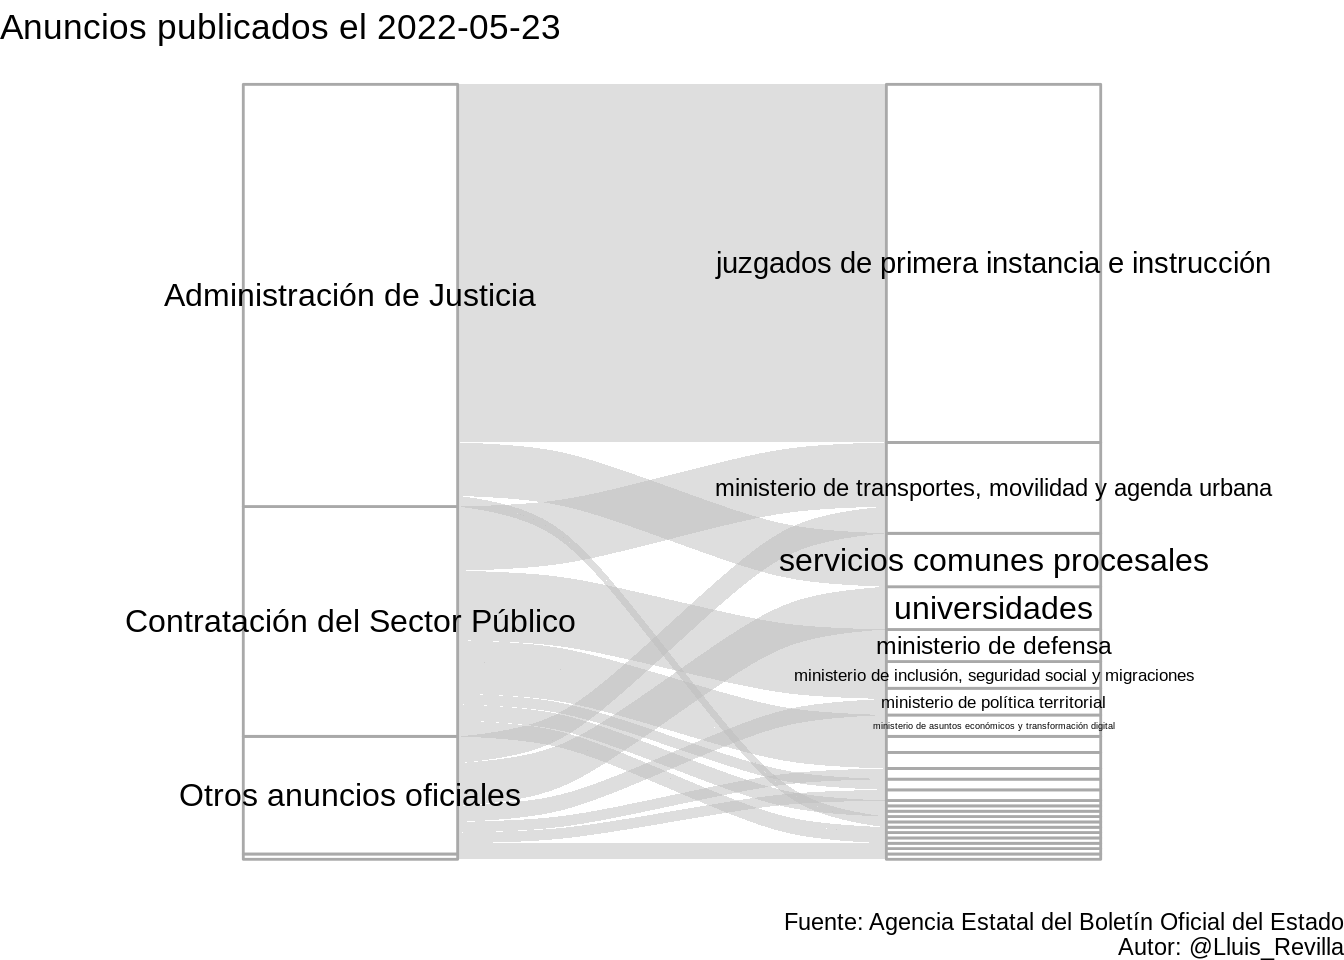 Anuncios publicados el 2022-05-23
juzgados de primera instancia e instrucción
Administración de Justicia
ministerio de transportes, movilidad y agenda urbana
servicios comunes procesales
universidades
Contratación del Sector Público
ministerio de defensa
ministerio de inclusión, seguridad social y migraciones
ministerio de política territorial
ministerio de asuntos económicos y transformación digital
Otros anuncios oficiales
Fuente: Agencia Estatal del Boletín Oficial del Estado
Autor: @Lluis_Revilla